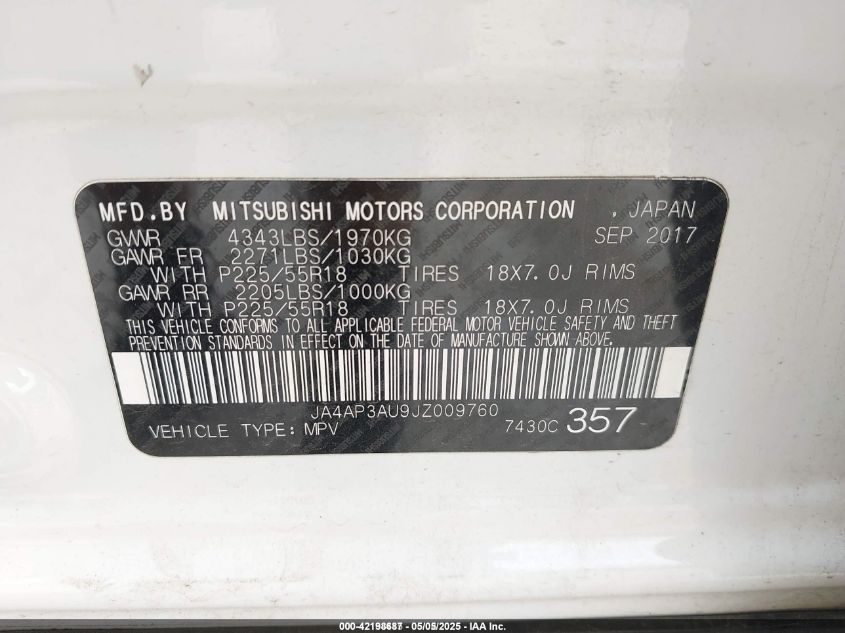 MFD.BY MITSUBISHI MOTORS CORPORATION , JAPAN
GVWR 4343LBS/1970KG SEP 2017
GAWR FR 2271LBS/1030KG
WITH P225/55R18 TIRES 18X7.0J RIMS
GAWR RR 2205LBS/1000KG
WITH P225/55R18 TIRES 18X7.0J RIMS
THIS VEHICLE CONFORMS TO ALL APPLICABLE FEDERAL MOTOR VEHICLE SAFETY AND THEFT
PREVENTION STANDARDS IN EFFECT ON THE DATE OF MANUFACTURE SHOWN ABOVE.
JA4AP3AU9JZ009760
VEHICLE TYPE: MPV 7430C 357
000-42198687 - 05/05/2025 - IAA Inc.